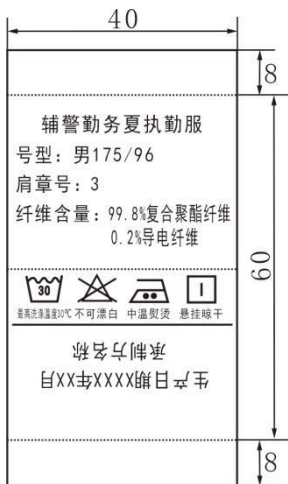 40
8
辅警勤务夏执勤服
号型：男175/96
肩章号：3
纤维含量：99.8%复合聚酯纤维
0.2%导电纤维
60
30
最高洗涤温度30℃ 不可漂白 中温熨烫 悬挂晾干
承制方名称
生产日期XXXX年XX月
8